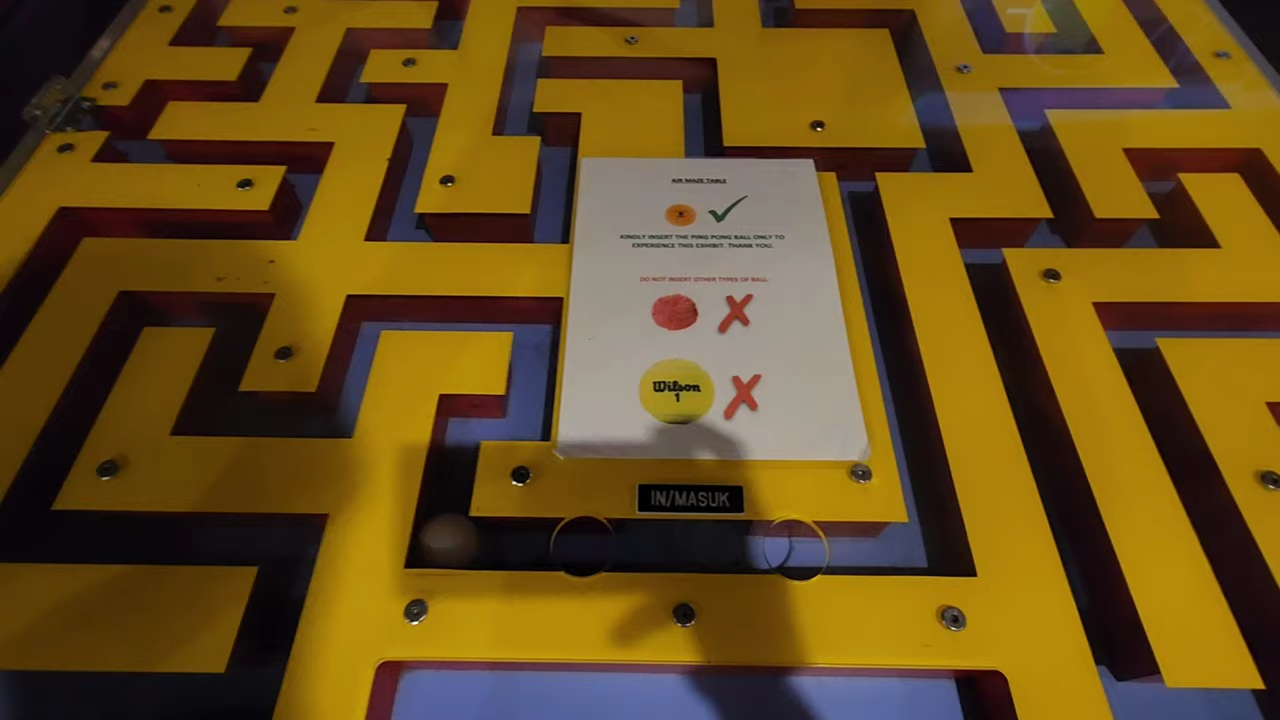 AIR MAZE TABLE
KINDLY INSERT THE PING PONG BALL ONLY TO
EXPERIENCE THIS EXHIBIT. THANK YOU.
DO NOT INSERT OTHER TYPES OF BALL.
Wilson
1
IN/MASUK